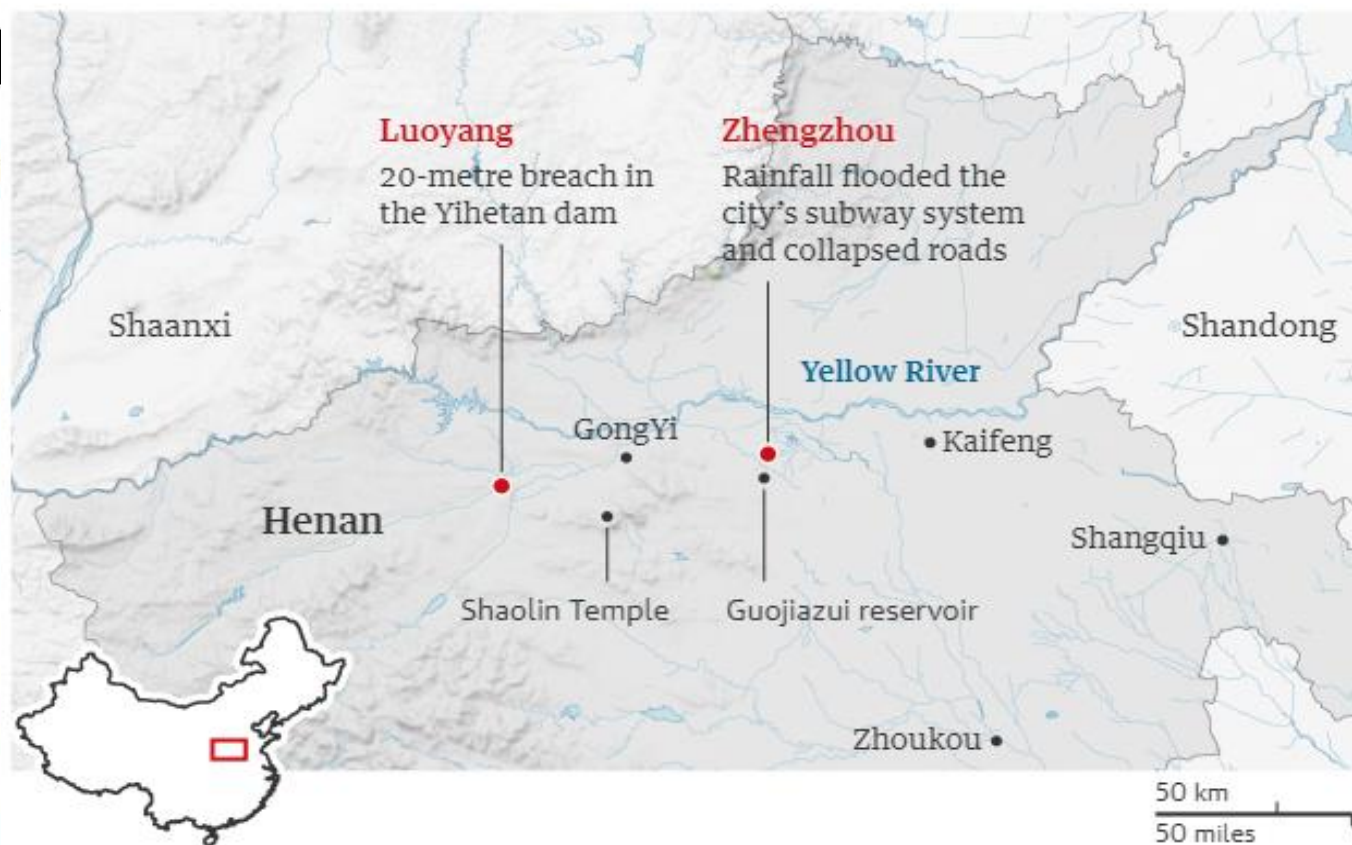 Luoyang
20-metre breach in
the Yihetan dam
Zhengzhou
Rainfall flooded the
city’s subway system
and collapsed roads
Shaanxi
Shandong
Yellow River
GongYi
Kaifeng
Henan
Shangqiu
Shaolin Temple
Guojiazui reservoir
Zhoukou
50 km
50 miles